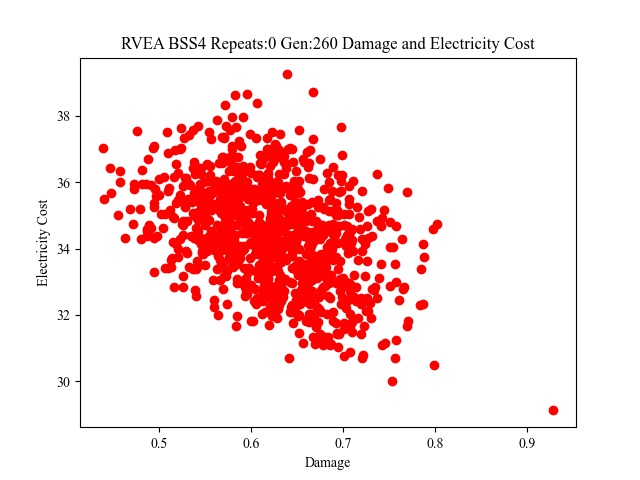 RVEA BSS4 Repeats:0 Gen:260 Damage and Electricity Cost
38
36
34
32
30
Electricity Cost
0.5 0.6 0.7 0.8 0.9
Damage